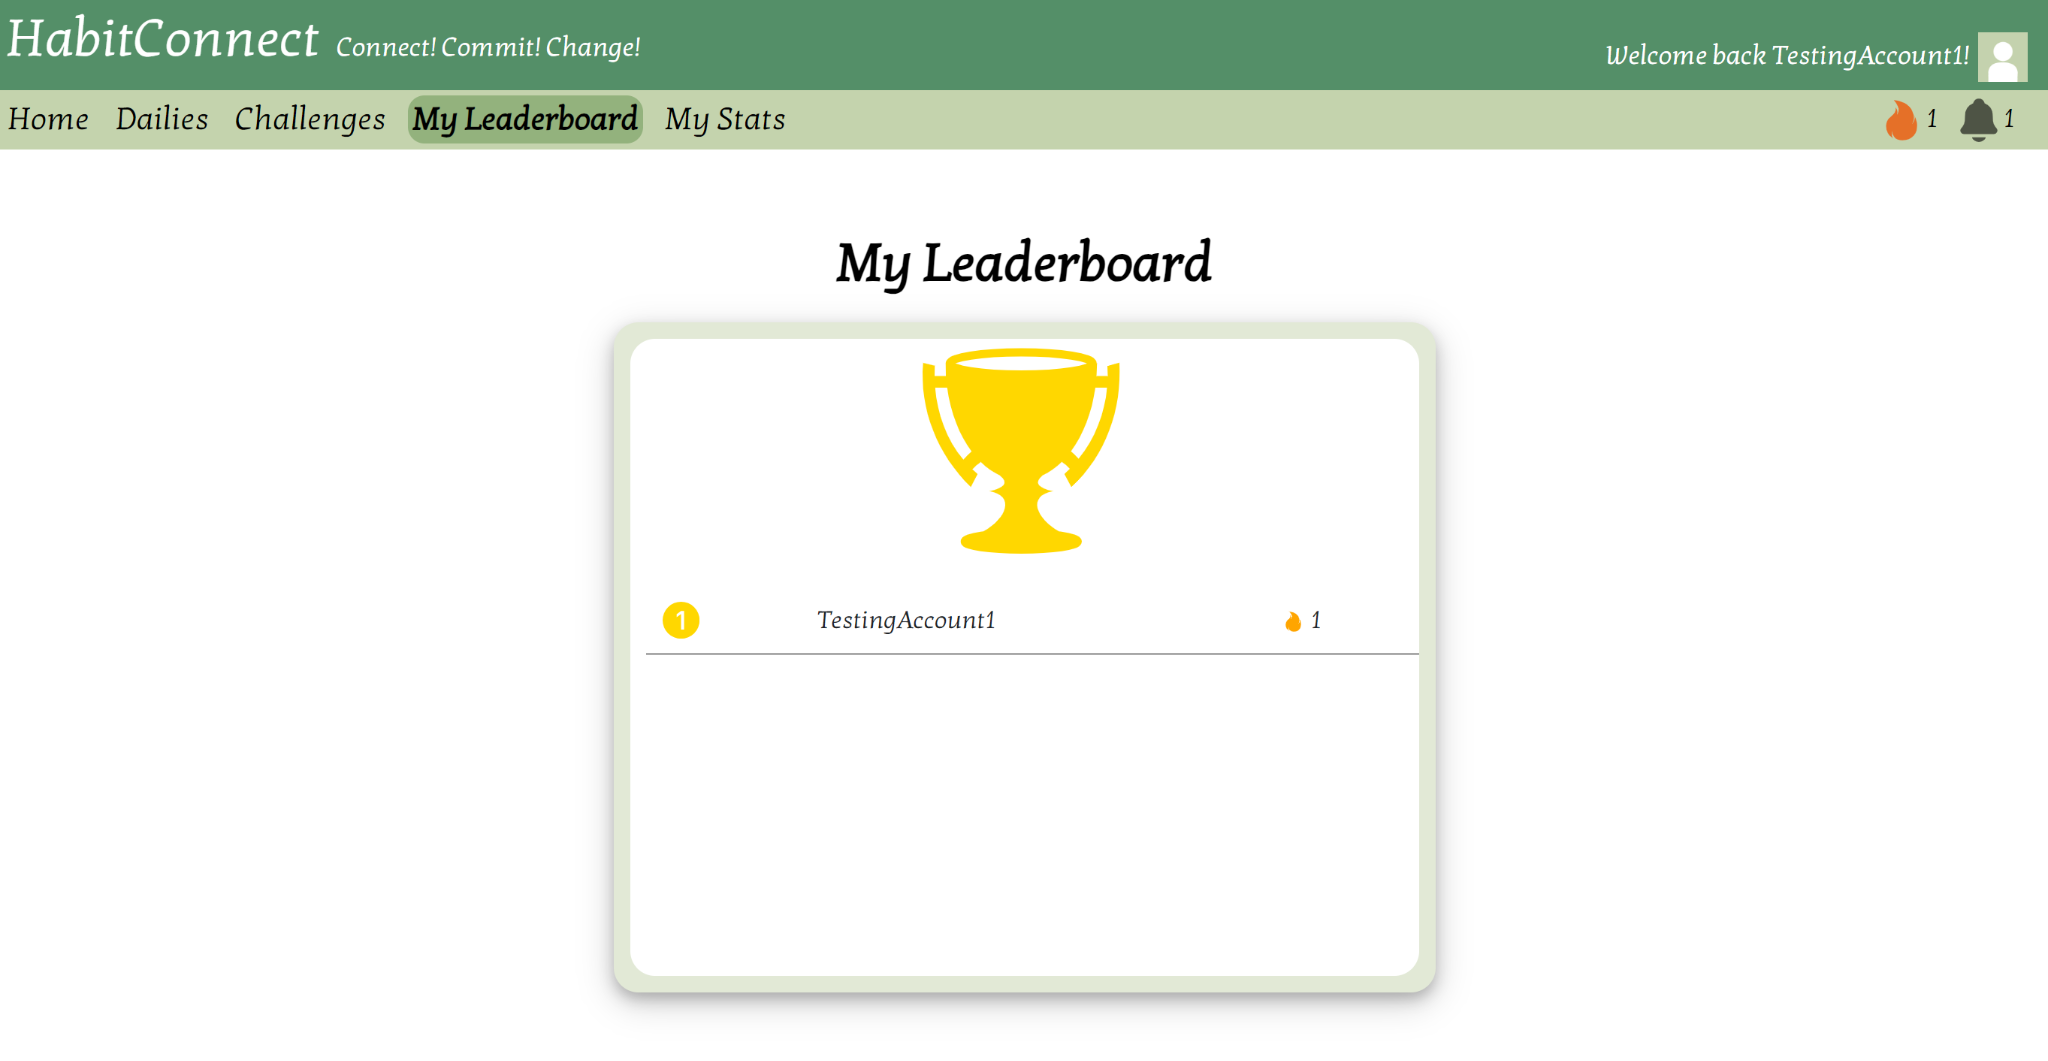 HabitConnect Connect! Commit! Change!
Welcome back TestingAccount1!
Home Dailies Challenges My Leaderboard My Stats 1 1
My Leaderboard
1 TestingAccount1 1